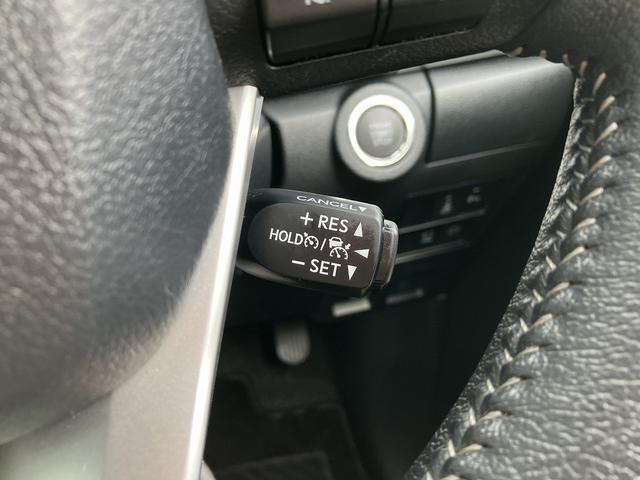 CANCEL
+ RES
HOLD /
− SET